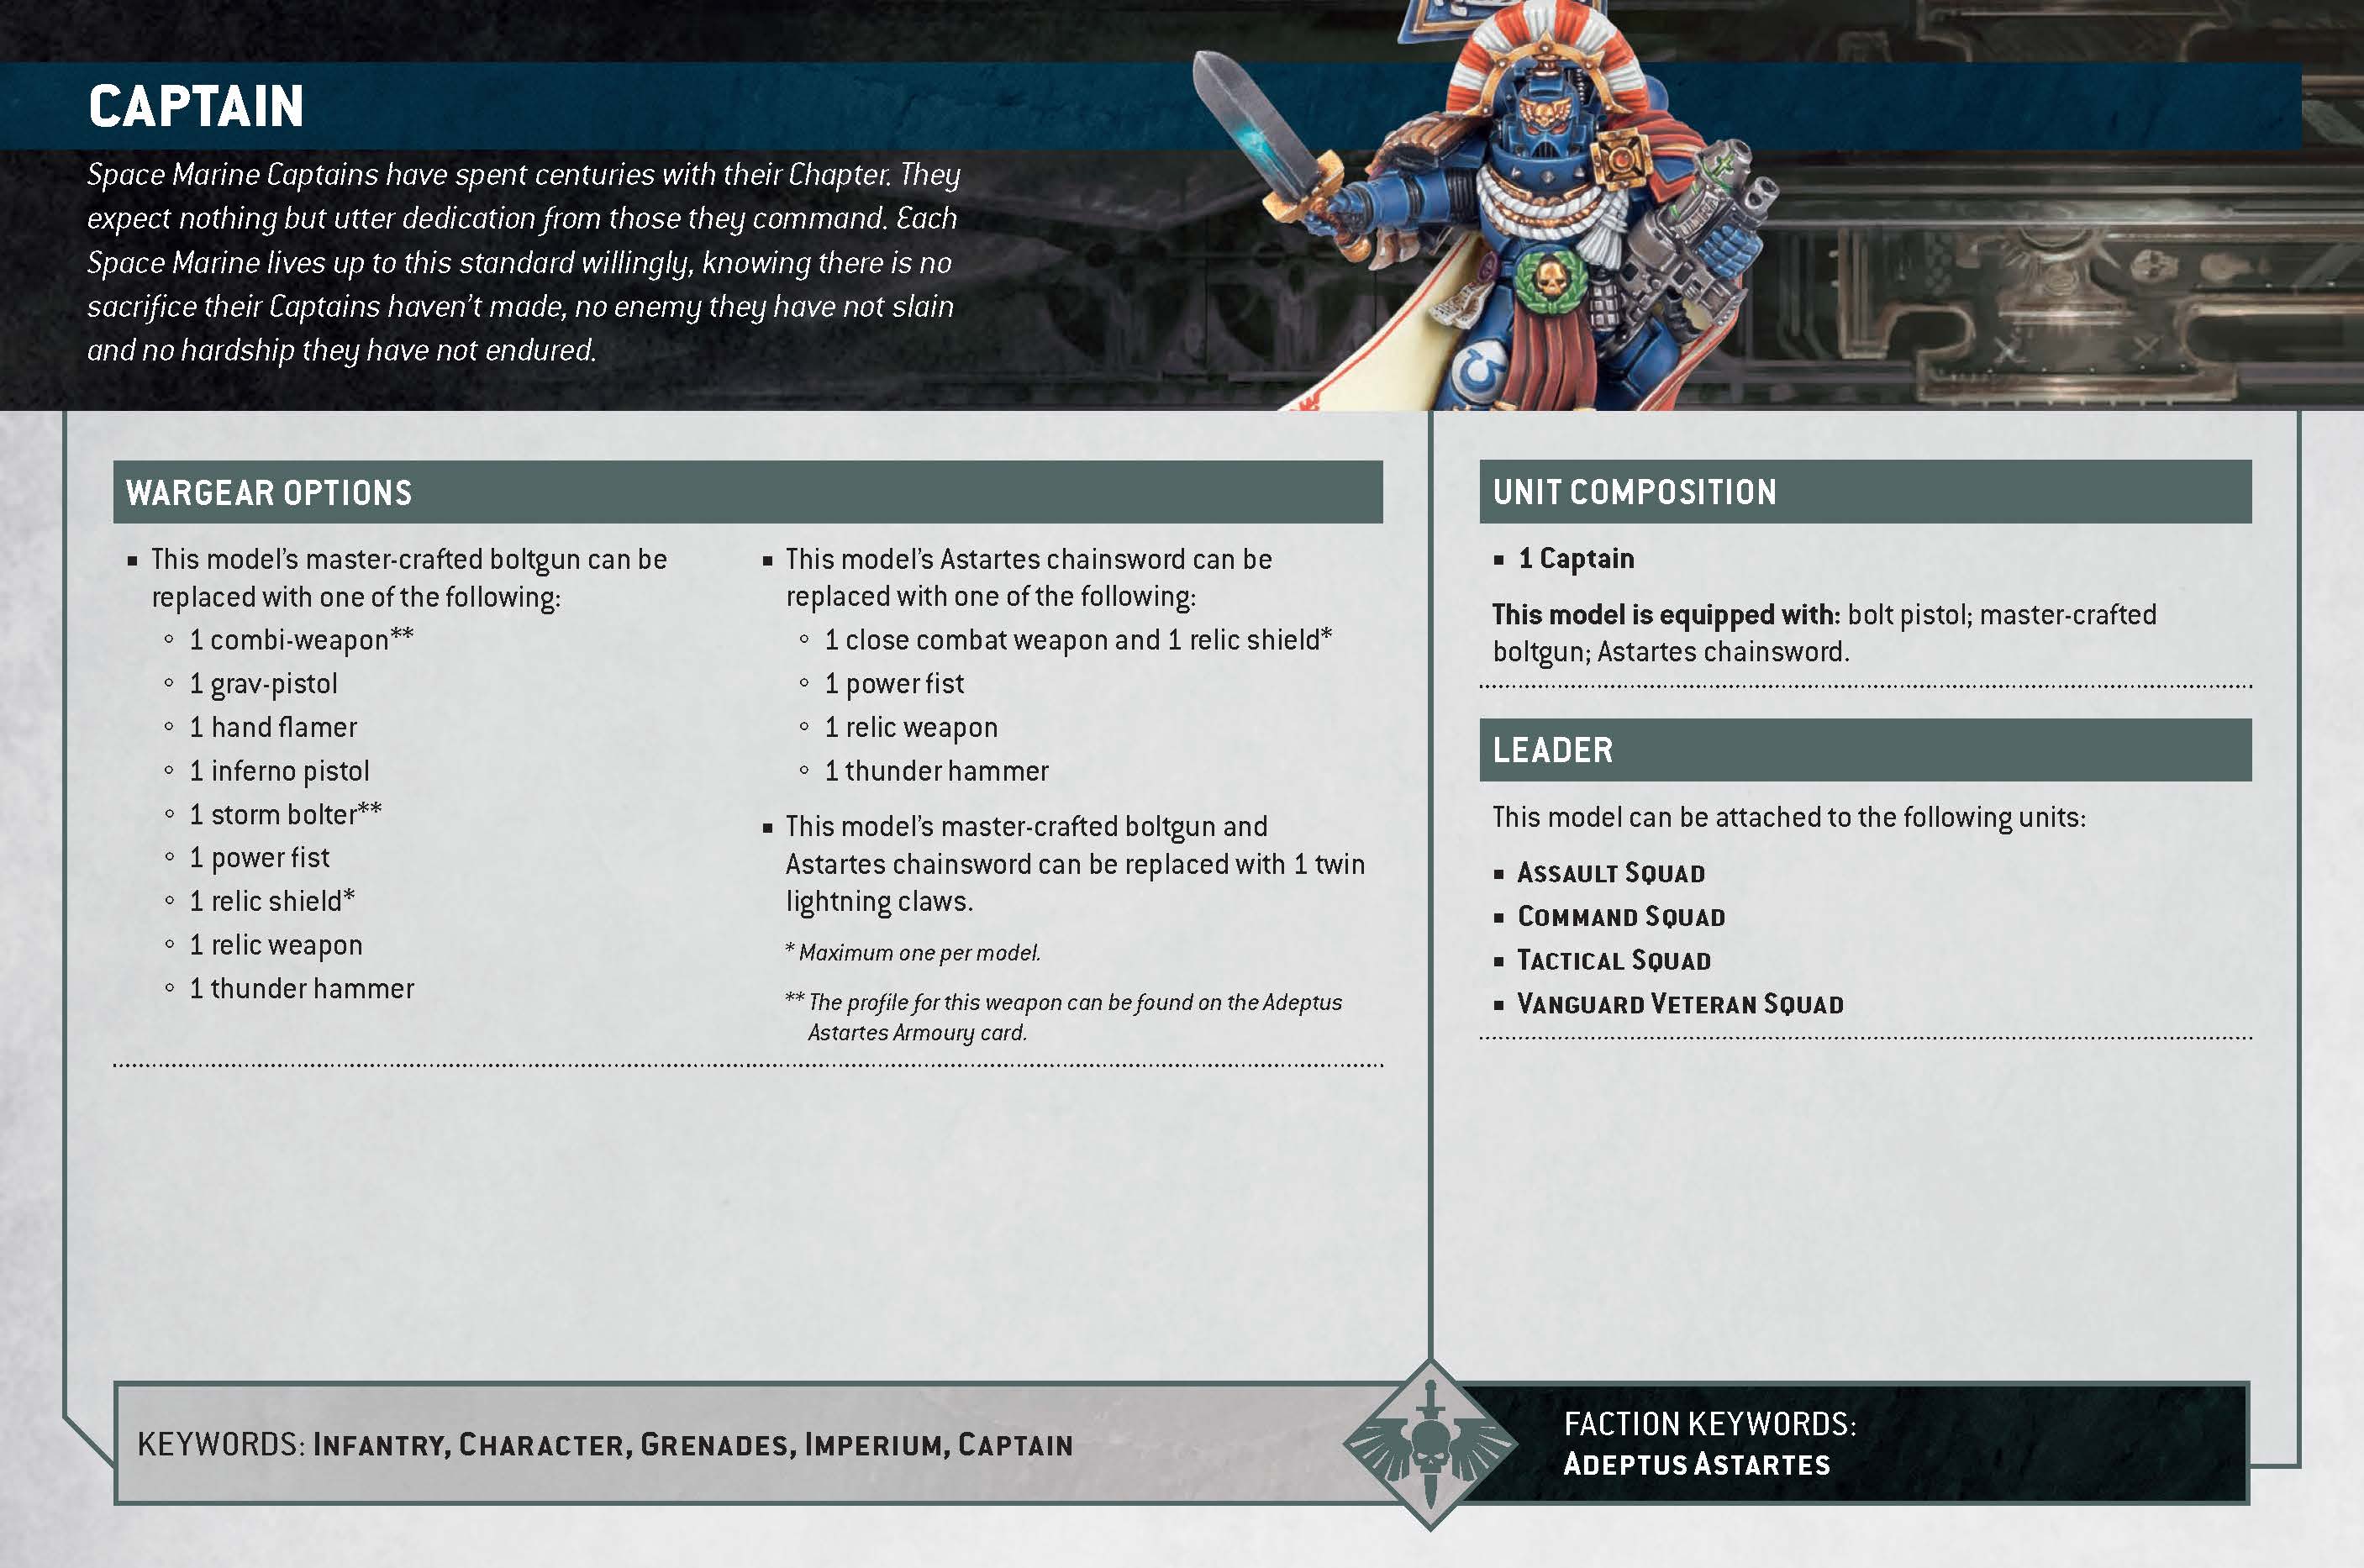 CAPTAIN
Space Marine Captains have spent centuries with their Chapter. They
expect nothing but utter dedication from those they command. Each
Space Marine lives up to this standard willingly, knowing there is no
sacrifice their Captains haven't made, no enemy they have not slain
and no hardship they have not endured.
WARGEAR OPTIONS
▪ This model's master-crafted boltgun can be
replaced with one of the following:
◦ 1 combi-weapon**
◦ 1 grav-pistol
◦ 1 hand flamer
◦ 1 inferno pistol
◦ 1 storm bolter**
◦ 1 power fist
◦ 1 relic shield*
◦ 1 relic weapon
◦ 1 thunder hammer
▪ This model's Astartes chainsword can be
replaced with one of the following:
◦ 1 close combat weapon and 1 relic shield*
◦ 1 power fist
◦ 1 relic weapon
◦ 1 thunder hammer
▪ This model's master-crafted boltgun and
Astartes chainsword can be replaced with 1 twin
lightning claws.
* Maximum one per model.
** The profile for this weapon can be found on the Adeptus
Astartes Armoury card.
UNIT COMPOSITION
▪ 1 Captain
This model is equipped with: bolt pistol; master-crafted
boltgun; Astartes chainsword.
LEADER
This model can be attached to the following units:
▪ ASSAULT SQUAD
▪ COMMAND SQUAD
▪ TACTICAL SQUAD
▪ VANGUARD VETERAN SQUAD
KEYWORDS: INFANTRY, CHARACTER, GRENADES, IMPERIUM, CAPTAIN
FACTION KEYWORDS:
ADEPTUS ASTARTES